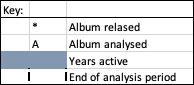 Key:
* Album relased
A Album analysed
Years active
End of analysis period